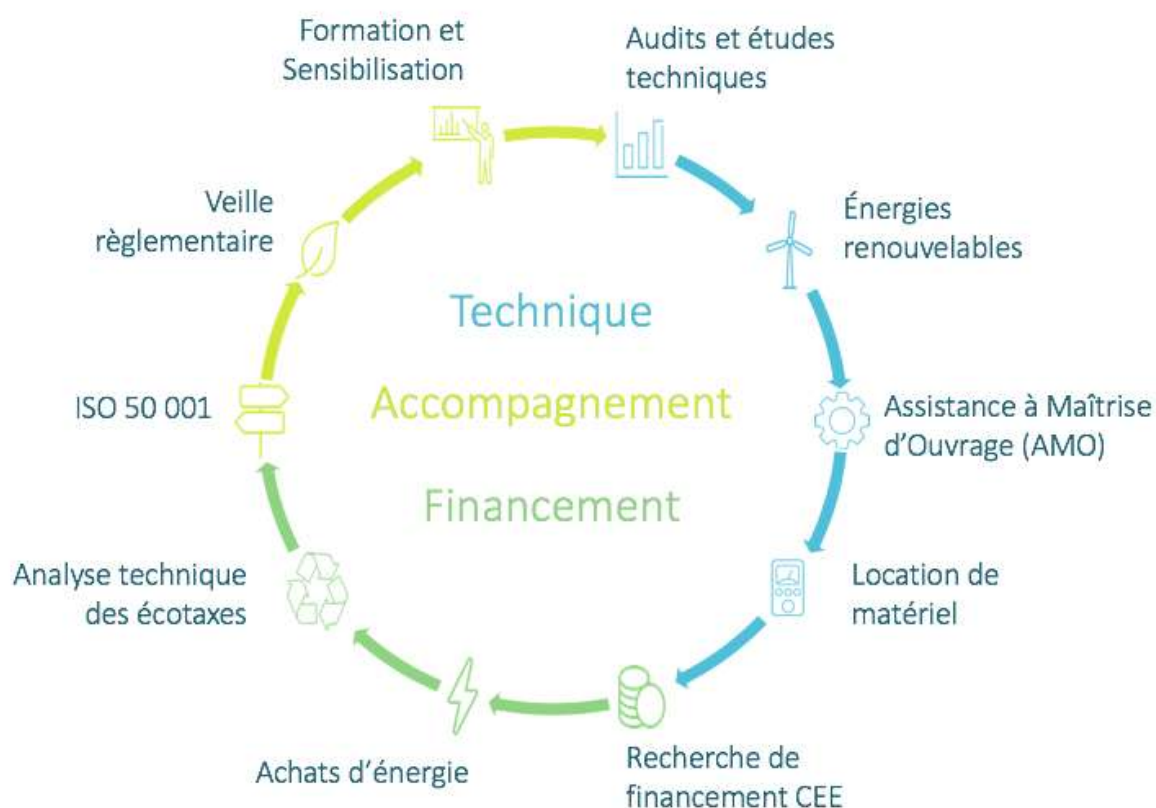 Formation et
Sensibilisation
Audits et études
techniques
Veille
règlementaire
Énergies
renouvelables
Technique
Accompagnement
Financement
ISO 50 001
Assistance à Maîtrise
d'Ouvrage (AMO)
Analyse technique
des écotaxes
Location de
matériel
Achats d'énergie
Recherche de
financement CEE